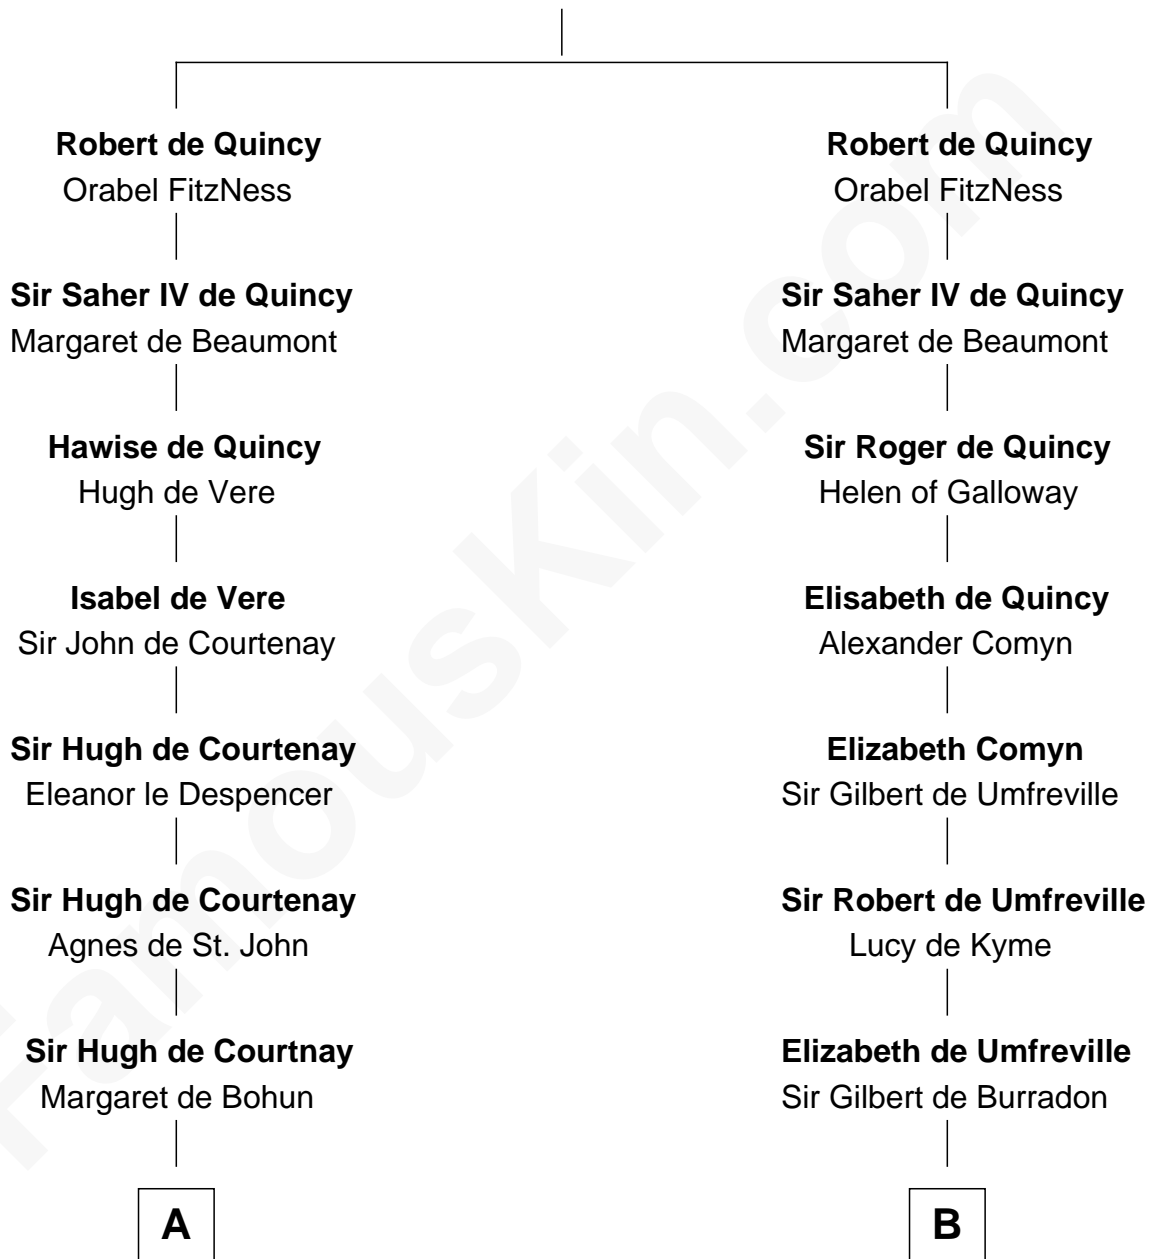 Robert de Quincy
Orabel FitzNess
Sir Saher IV de Quincy
Margaret de Beaumont
Hawise de Quincy
Hugh de Vere
Isabel de Vere
Sir John de Courtenay
Sir Hugh de Courtenay
Eleanor le Despencer
Sir Hugh de Courtenay
Agnes de St. John
Sir Hugh de Courtnay
Margaret de Bohun
A
Robert de Quincy
Orabel FitzNess
Sir Saher IV de Quincy
Margaret de Beaumont
Sir Roger de Quincy
Helen of Galloway
Elisabeth de Quincy
Alexander Comyn
Elizabeth Comyn
Sir Gilbert de Umfreville
Sir Robert de Umfreville
Lucy de Kyme
Elizabeth de Umfreville
Sir Gilbert de Burradon
B
FamousKin.com